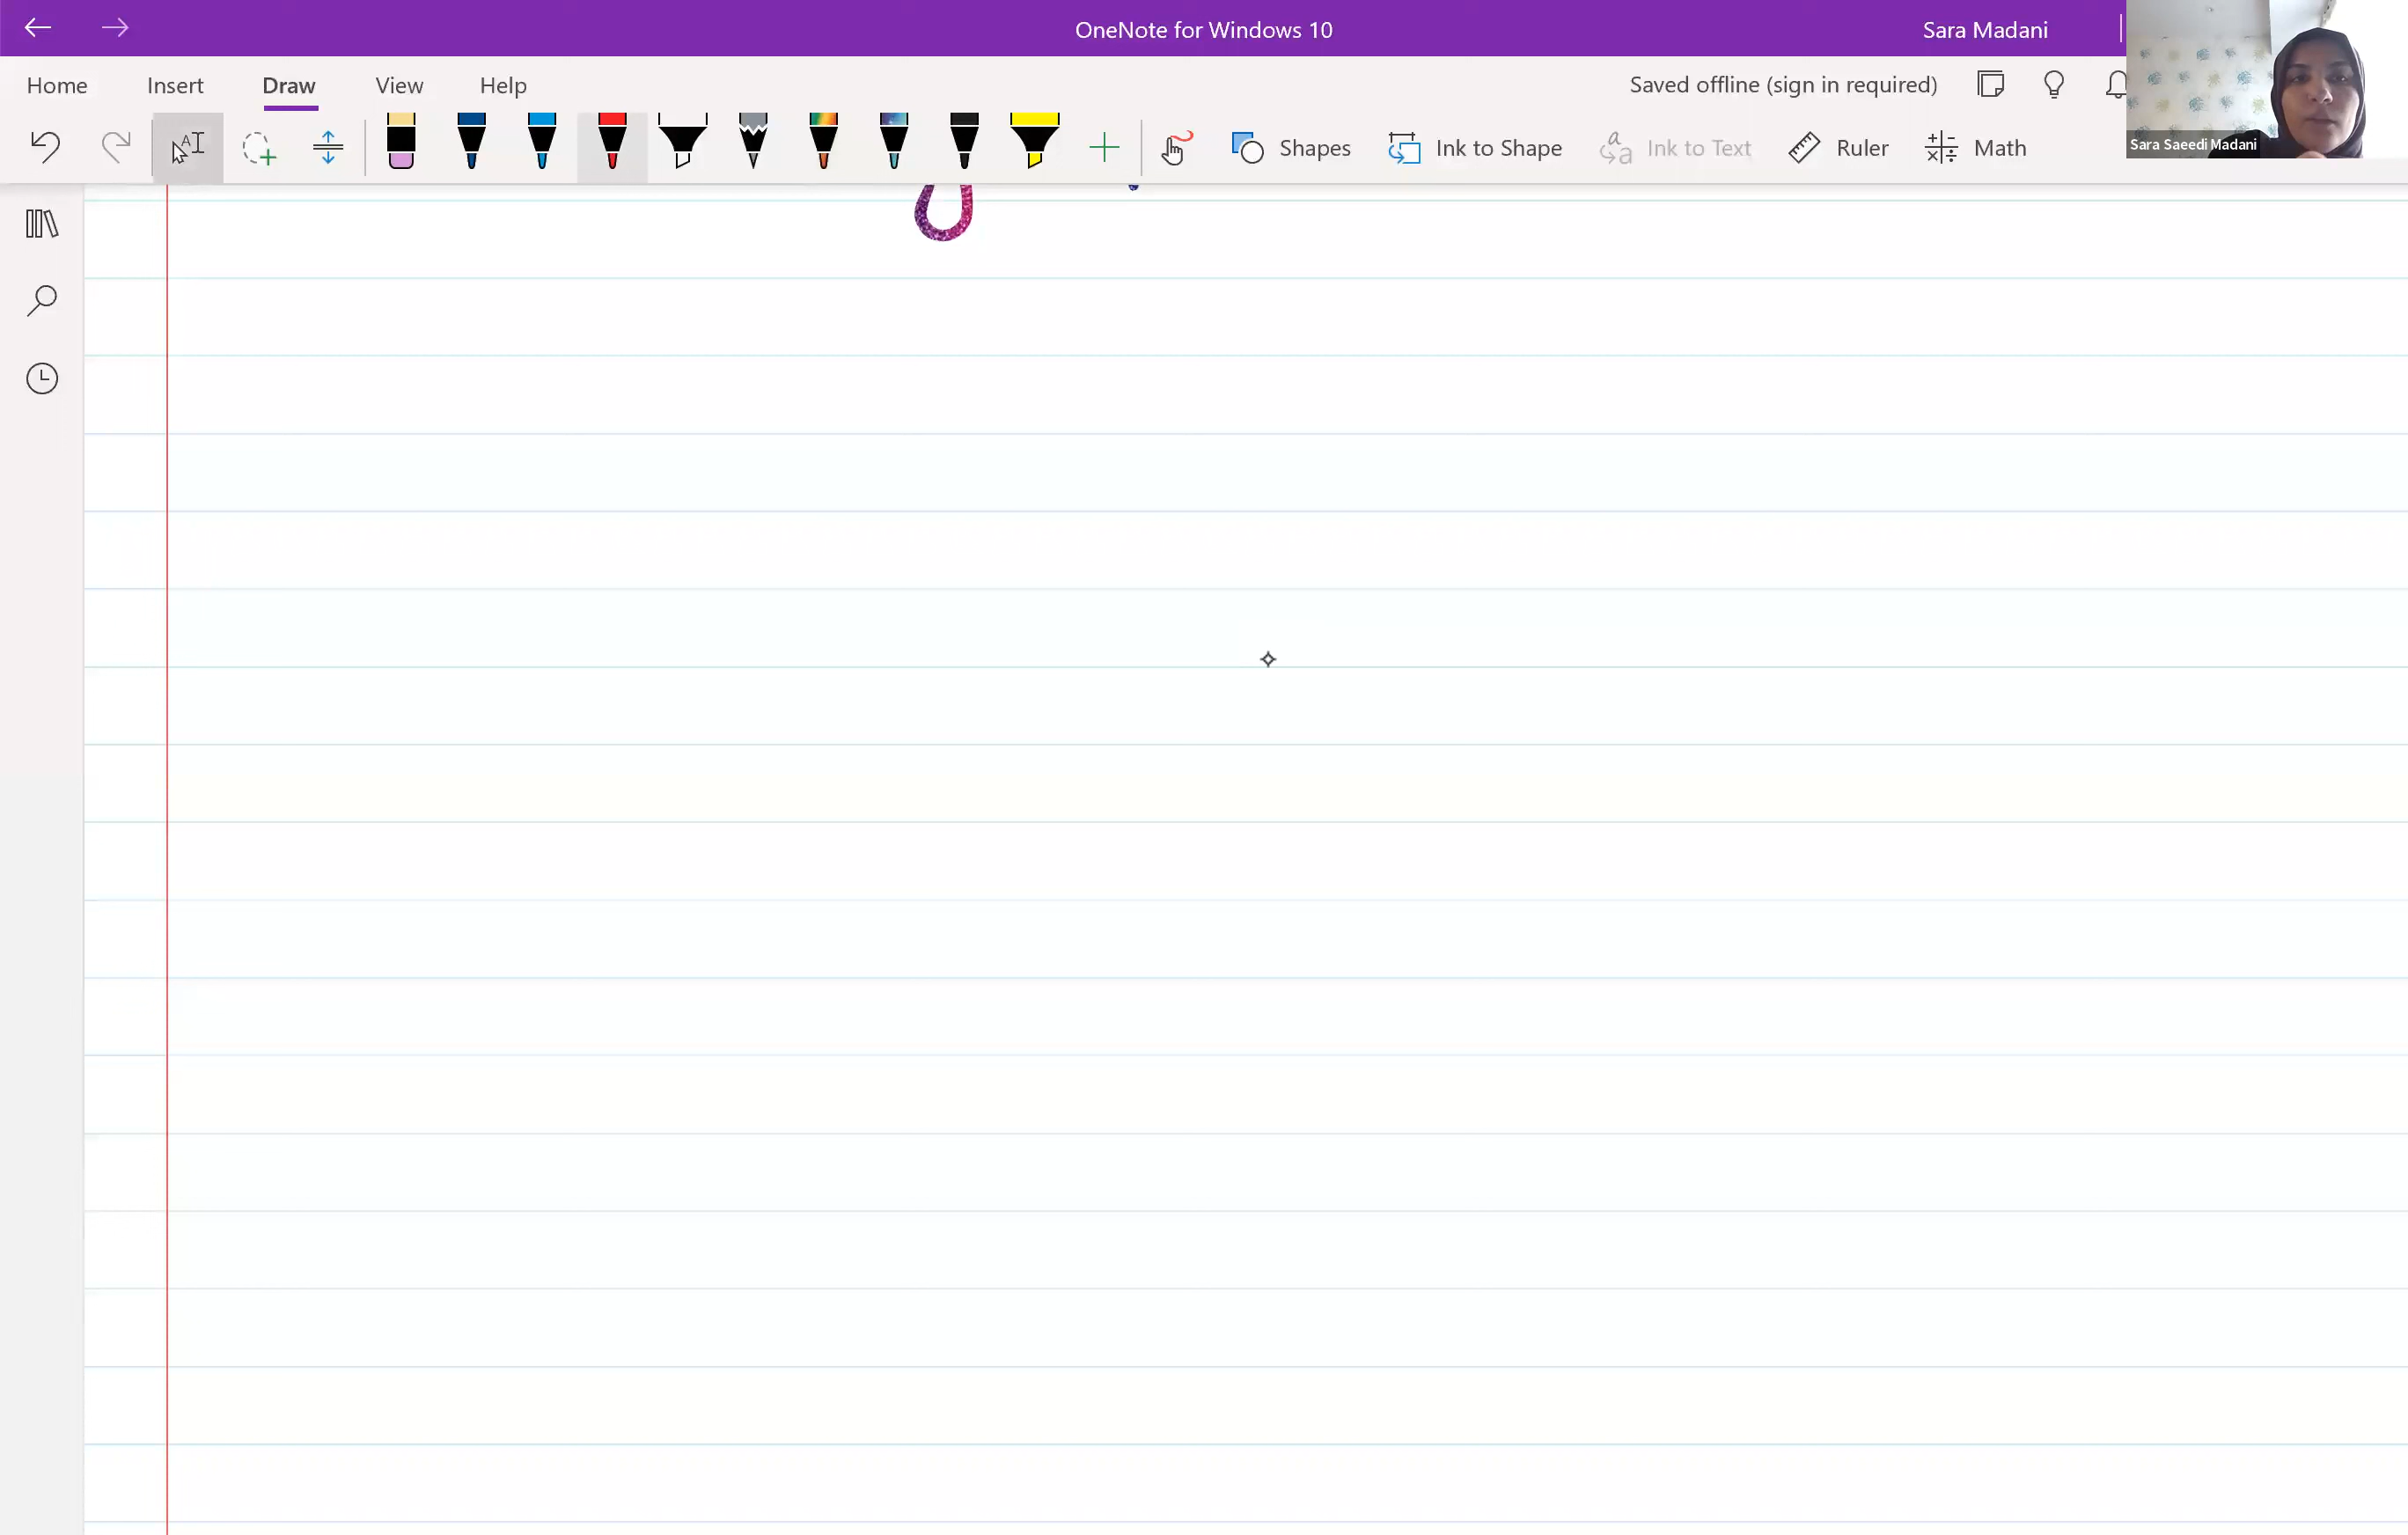 OneNote for Windows 10
Sara Madani
Home Insert Draw View Help
Saved offline (sign in required)
Shapes Ink to Shape Ink to Text Ruler Math
Sara Saeedi Madani